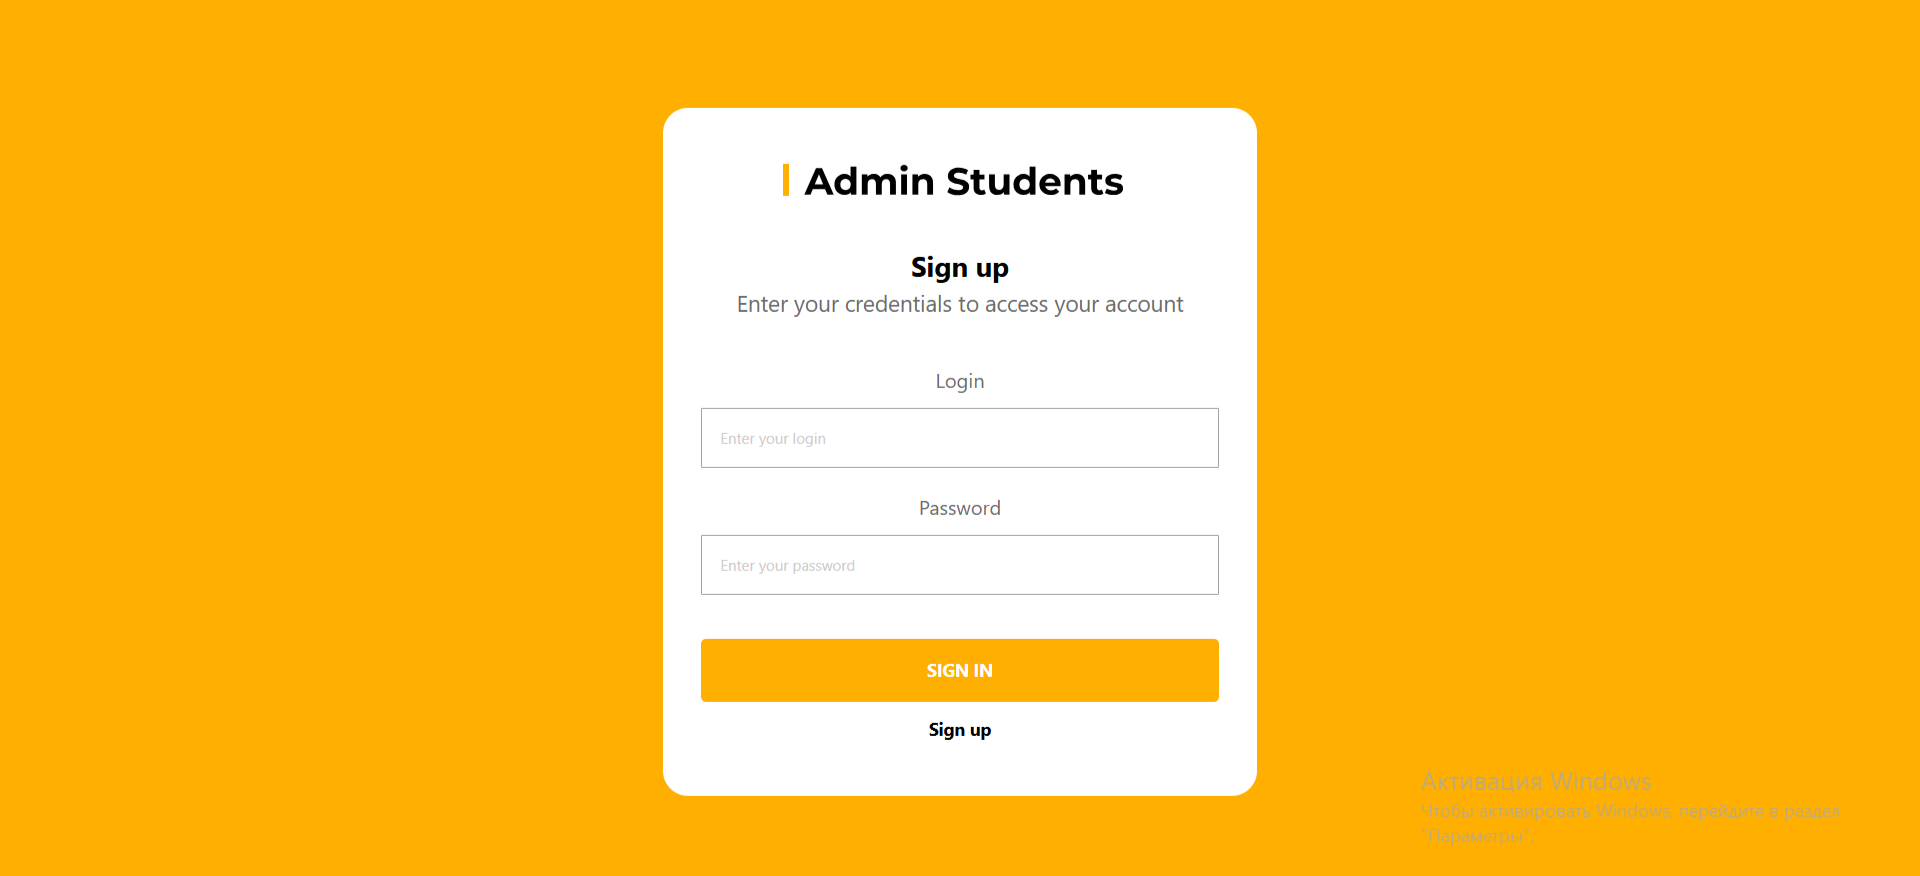 Admin Students
Sign up
Enter your credentials to access your account
Login
Enter your login
Password
Enter your password
SIGN IN
Sign up
Активация Windows
Чтобы активировать Windows, перейдите в раздел
"Параметры".